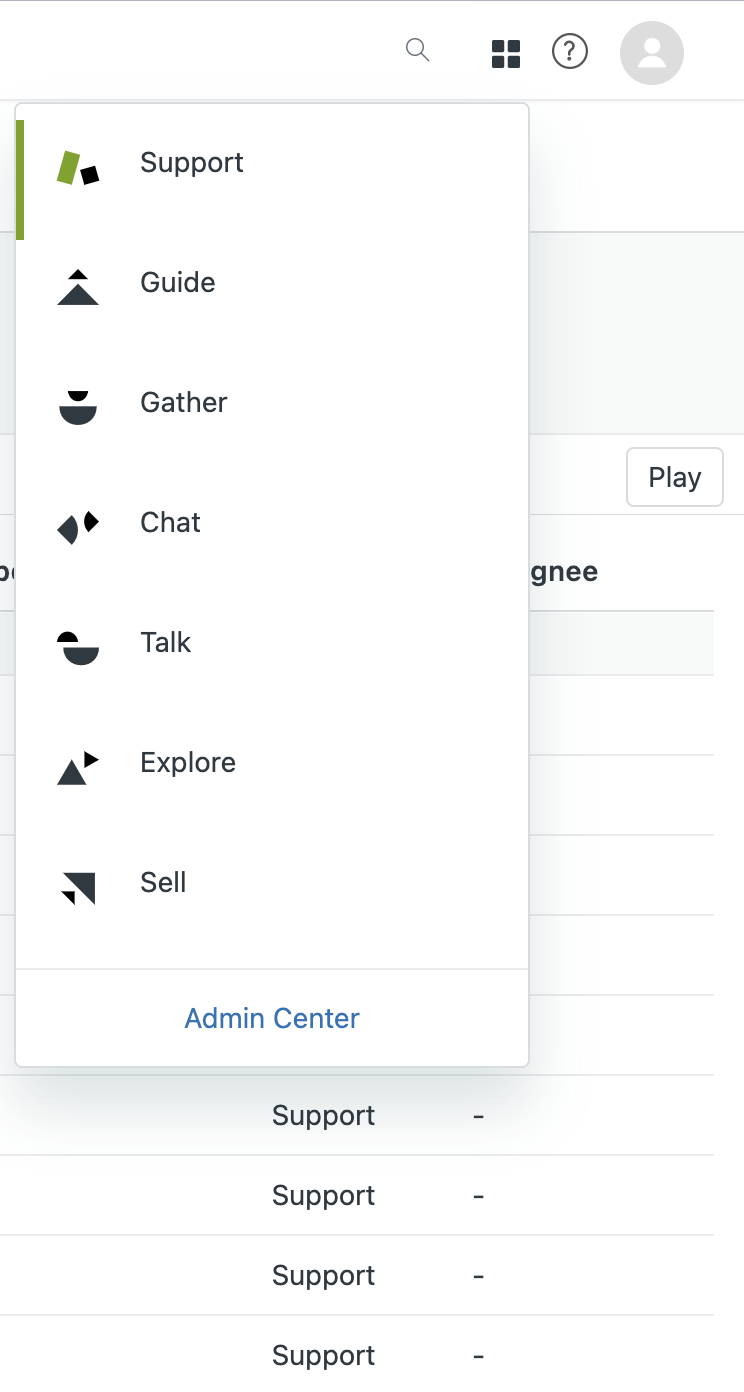 Support
Guide
Gather
Chat
Play
gnee
Talk
Explore
Sell
Admin Center
Support -
Support -
Support -
Support -